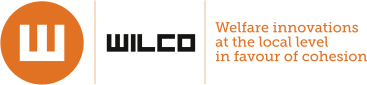 W
WILCO
Welfare innovations
at the local level
in favour of cohesion